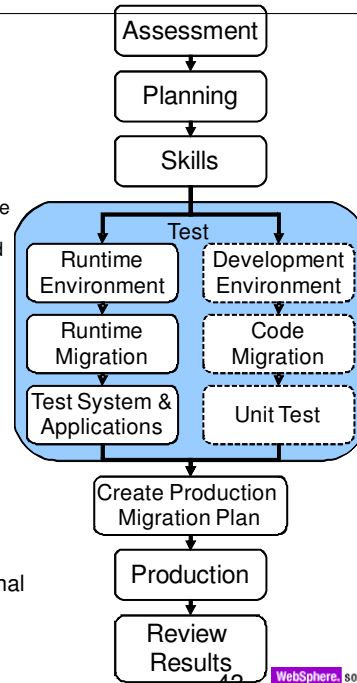 Assessment
Planning
Skills
Test
Runtime
Environment
Runtime
Migration
Test System &
Applications
Development
Environment
Code
Migration
Unit Test
Create Production
Migration Plan
Production
Review
Results
WebSphere.